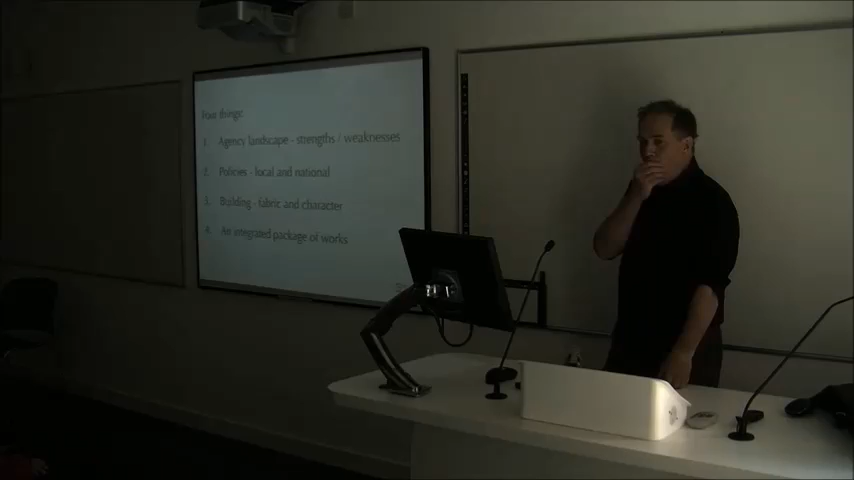 Four things:
1. Agency landscape - strengths / weaknesses
2. Policies - local and national
3. Building - fabric and character
4. An integrated package of works